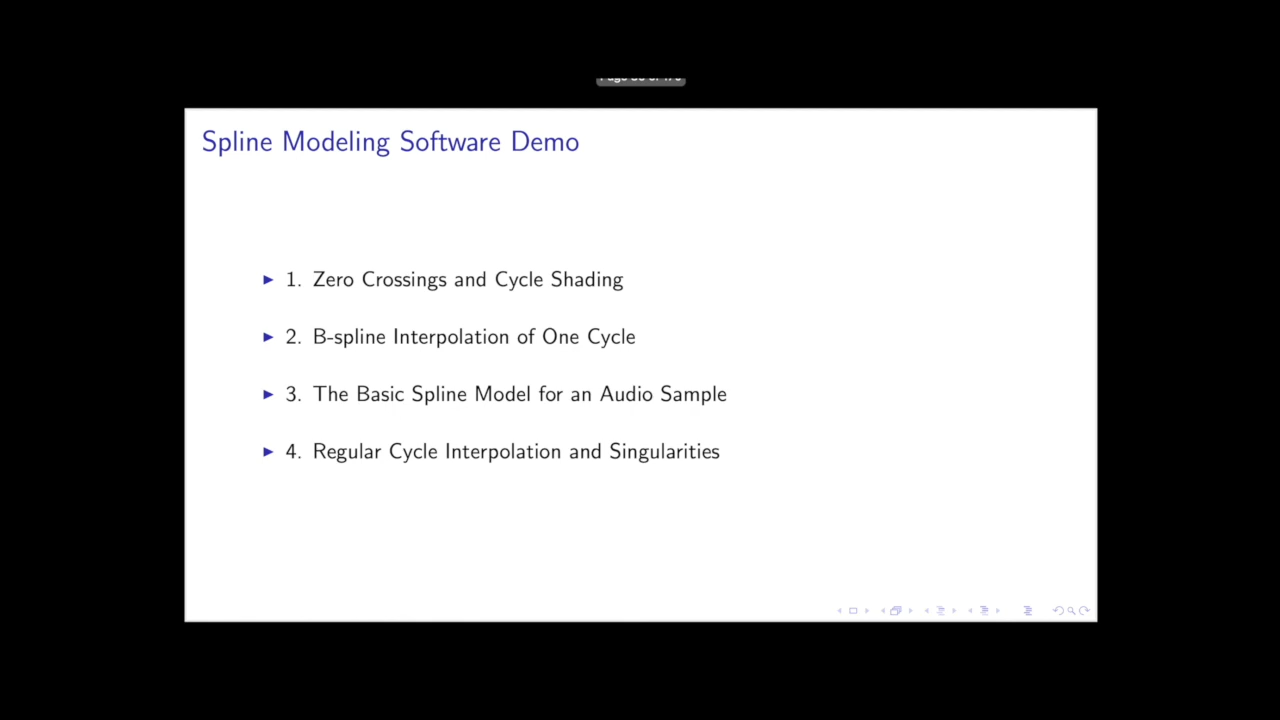 Spline Modeling Software Demo
1. Zero Crossings and Cycle Shading
2. B-spline Interpolation of One Cycle
3. The Basic Spline Model for an Audio Sample
4. Regular Cycle Interpolation and Singularities